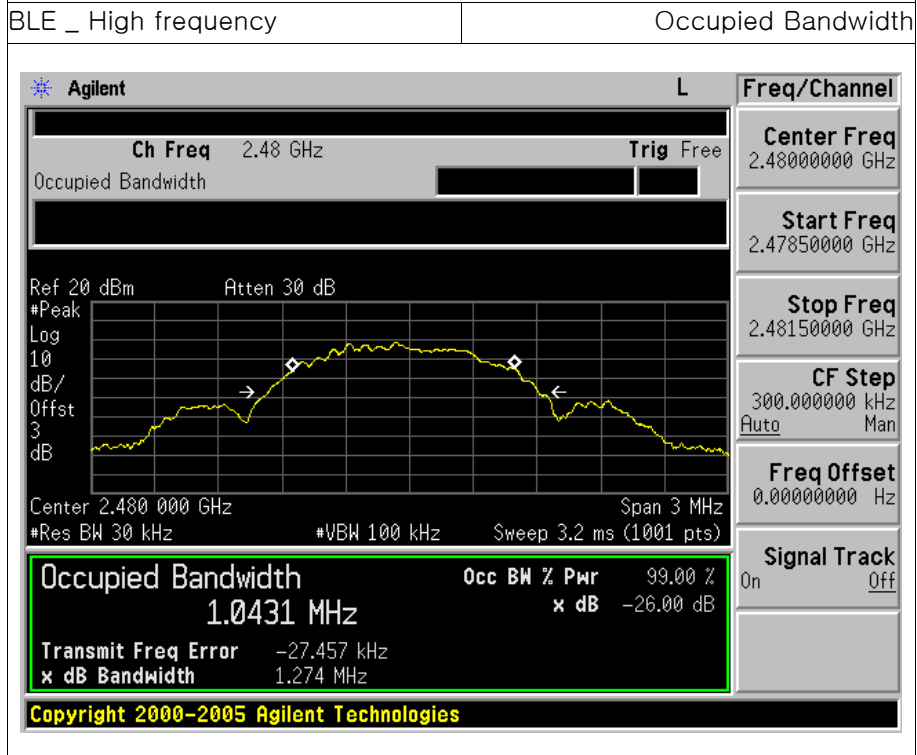 BLE _ High frequency
Occupied Bandwidth
Agilent
L
Freq/Channel
Ch Freq 2.48 GHz
Trig Free
Occupied Bandwidth
Center Freq
2.48000000 GHz
Start Freq
2.47850000 GHz
Stop Freq
2.48150000 GHz
CF Step
300.000000 kHz
Auto Man
Freq Offset
0.00000000 Hz
Signal Track
On Off
Ref 20 dBm
Atten 30 dB
#Peak
Log
10
dB/
Offst
3
dB
Center 2.480 000 GHz
Span 3 MHz
#Res BW 30 kHz
#VBW 100 kHz
Sweep 3.2 ms (1001 pts)
Occupied Bandwidth
1.0431 MHz
Occ BW % Pwr 99.00 %
x dB -26.00 dB
Transmit Freq Error -27.457 kHz
x dB Bandwidth 1.274 MHz
Copyright 2000-2005 Agilent Technologies